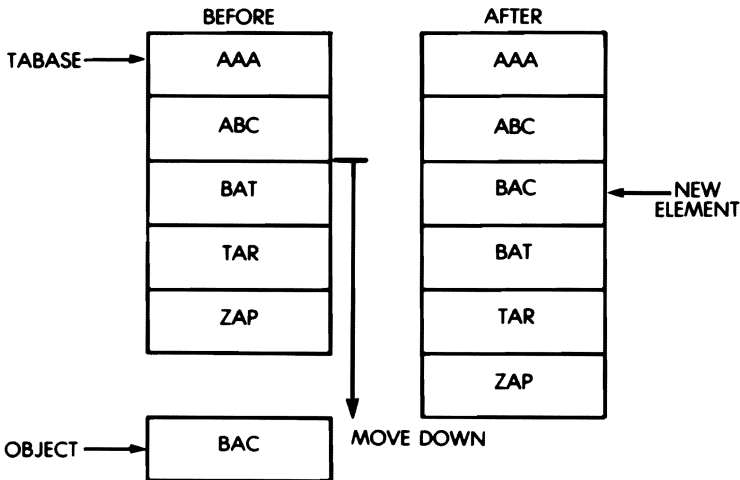 BEFORE
AFTER
TABASE
AAA
ABC
BAT
TAR
ZAP
OBJECT
BAC
MOVE DOWN
AAA
ABC
BAC
BAT
TAR
ZAP
NEW
ELEMENT